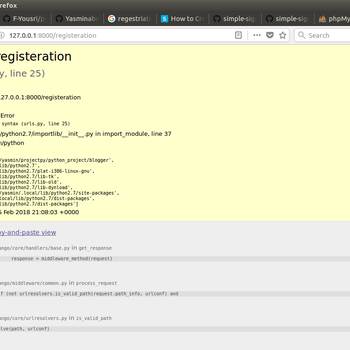 refox
F-Yousri/p
Yasminab
regestriat
How to Cr
simple-sig
simple-sig
phpMy
127.0.0.1:8000/registeration
Search
registeration
y, line 25)
127.0.0.1:8000/registeration
Error
syntax (urls.py, line 25)
/python2.7/importlib/__init__.py in import_module, line 37
n/python
/yasmin/projectpy/python_project/blogger',
lib/python2.7',
lib/python2.7/plat-i386-linux-gnu',
lib/python2.7/lib-tk',
lib/python2.7/lib-old',
lib/python2.7/lib-dynload',
/yasmin/.local/lib/python2.7/site-packages',
local/lib/python2.7/dist-packages',
lib/python2.7/dist-packages']
Feb 2018 21:08:03 +0000
y-and-paste view
ango/core/handlers/base.py in get_response
response = middleware_method(request)
ango/middleware/common.py in process_request
f (not urlresolvers.is_valid_path(request.path_info, urlconf) and
ango/core/urlresolvers.py in is_valid_path
olve(path, urlconf)